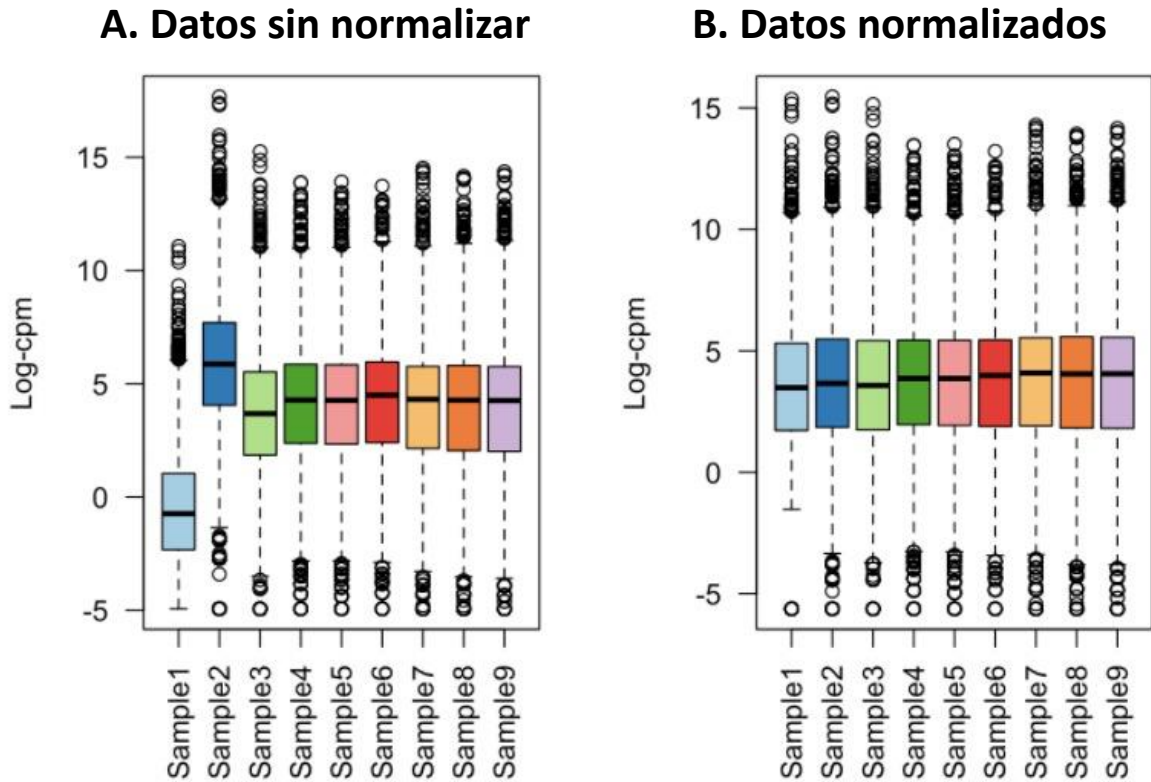 A. Datos sin normalizar
Log-cpm
15
10
5
0
-5
Sample1
Sample2
Sample3
Sample4
Sample5
Sample6
Sample7
Sample8
Sample9
B. Datos normalizados
Log-cpm
15
10
5
0
-5
Sample1
Sample2
Sample3
Sample4
Sample5
Sample6
Sample7
Sample8
Sample9